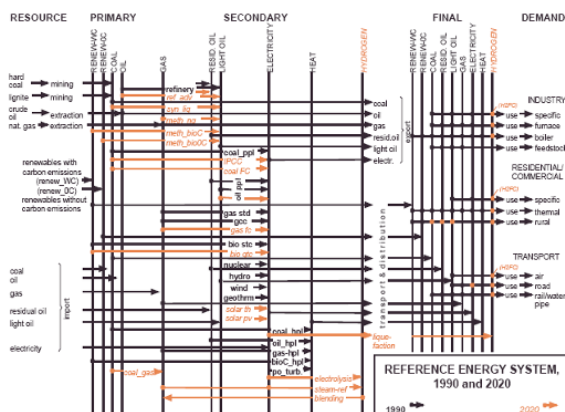 RESOURCE PRIMARY SECONDARY FINAL DEMAND
RENEW-WC
RENEW-0C
COAL
OIL
GAS
RESID. OIL
LIGHT OIL
ELECTRICITY
HEAT
HYDROGEN
RENEW-WC
RENEW-0C
COAL
RESID. OIL
LIGHT OIL
GAS
ELECTRICITY
HEAT
HYDROGEN
hard
coal mining
lignite mining
crude
oil extraction
nat. gas extraction
renewables with
carbon emissions
(renew_WC)
(renew_0C)
renewables without
carbon emissions
coal
oil
gas
residual oil
light oil
electricity
import
refinery
ref_adv
syn_liq
meth_ng
meth_bioC
meth_bio0C
coal_ppl
IPCC
coal FC
oil ppl
gas std
gcc
gas fc
bio stc
bio gtc
nuclear
hydro
wind
geothrm
solar th
solar pv
coal_hpl
oil_hpl
gas-hpl
bioC_hpl
po_turb.
coal_gas
electrolysis
steam-ref
blending
coal
oil
gas
resid.oil
light oil
electr.
export
transport & distribution
lique-
faction
INDUSTRY
(H2FC)
use specific
use furnace
use boiler
use feedstock
RESIDENTIAL/
COMMERCIAL
(H2FC)
use specific
use thermal
use rural
TRANSPORT
(H2FC)
use air
use road
use rail/water
pipe
REFERENCE ENERGY SYSTEM,
1990 and 2020
1990 2020